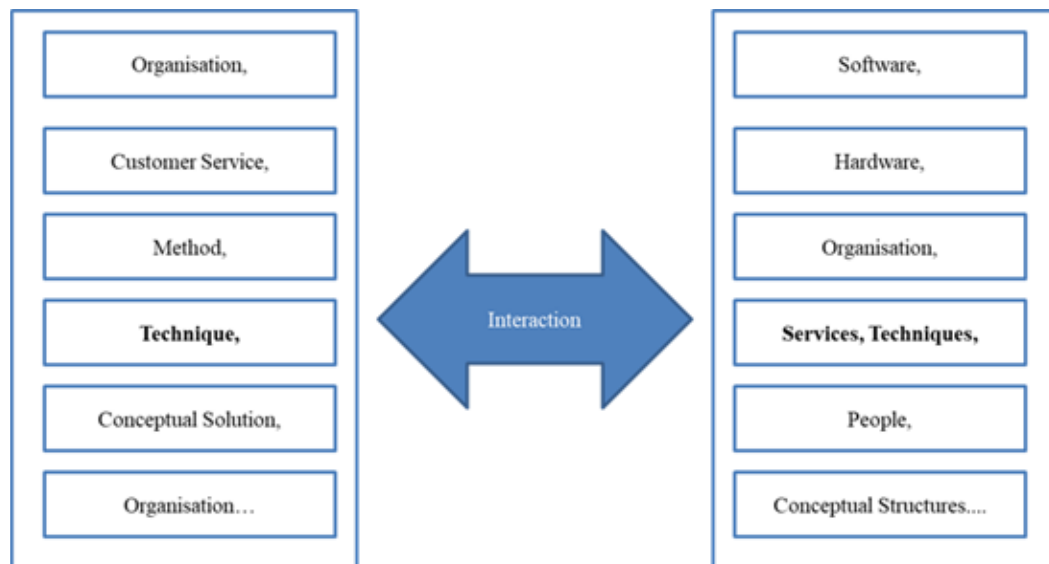 Organisation,
Customer Service,
Method,
Technique,
Conceptual Solution,
Organisation…
Interaction
Software,
Hardware,
Organisation,
Services, Techniques,
People,
Conceptual Structures....